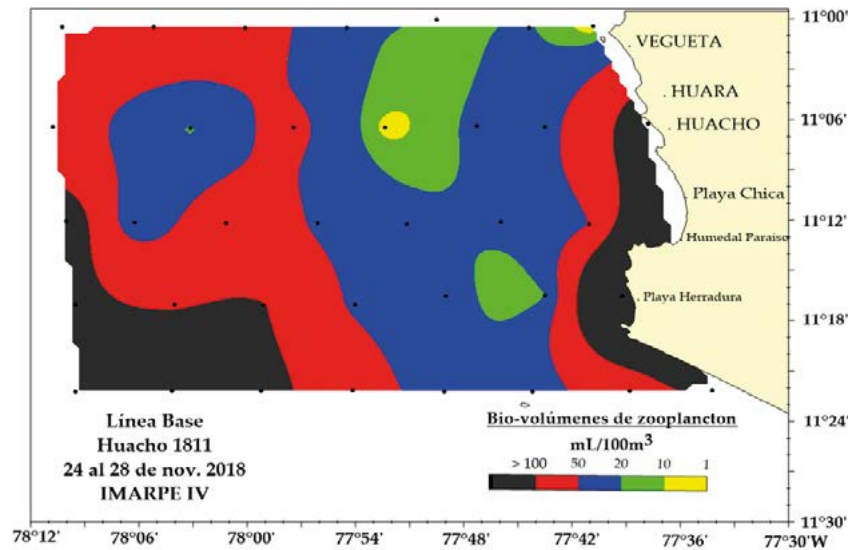 11°00'
VEGUETA
HUARA
11°06'
HUACHO
Playa Chica
11°12'
Humedal Paraíso
Playa Herradura
11°18'
Línea Base
Huacho 1811
24 al 28 de nov. 2018
IMARPE IV
Bio-volúmenes de zooplancton
mL/100m³
> 100 50 20 10 1
11°24'
11°30'
78°12' 78°06' 78°00' 77°54' 77°48' 77°42' 77°36' 77°30'W